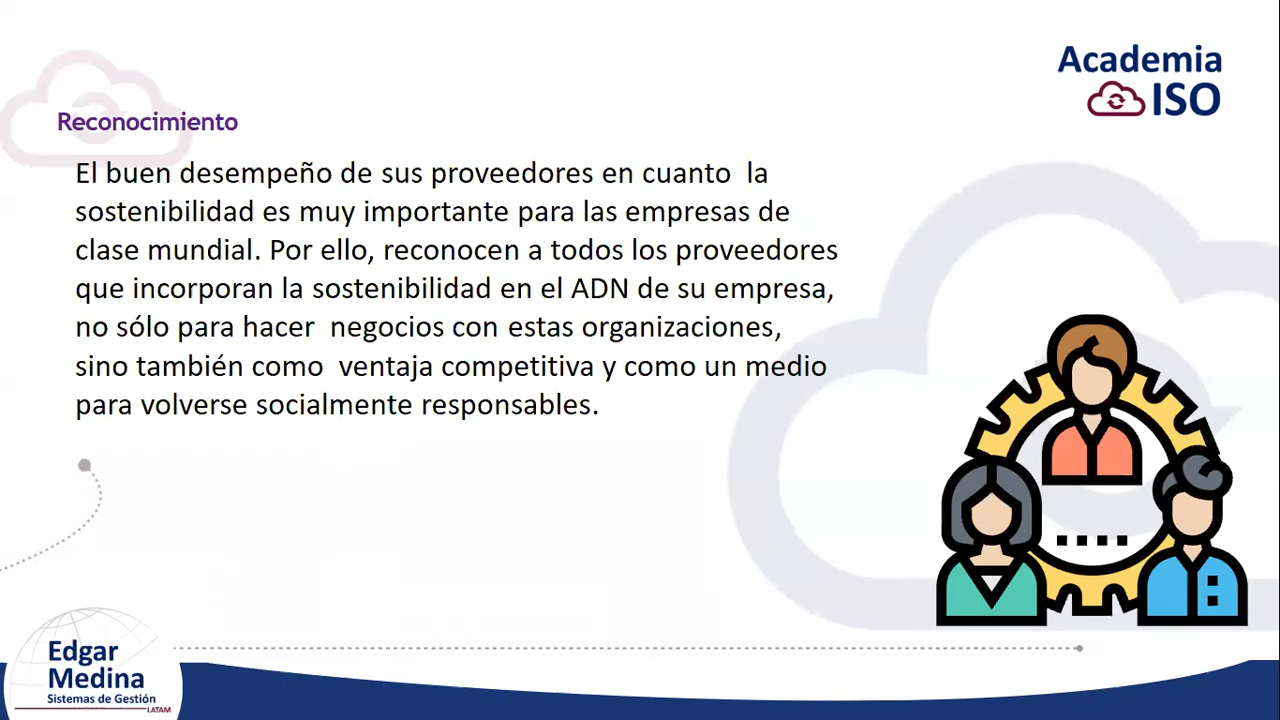 Academia
ISO
Reconocimiento
El buen desempeño de sus proveedores en cuanto  la
sostenibilidad es muy importante para las empresas de
clase mundial. Por ello, reconocen a todos los proveedores
que incorporan la sostenibilidad en el ADN de su empresa,
no sólo para hacer  negocios con estas organizaciones,
sino también como  ventaja competitiva y como un medio
para volverse socialmente responsables.
Edgar
Medina
Sistemas de Gestión
LATAM